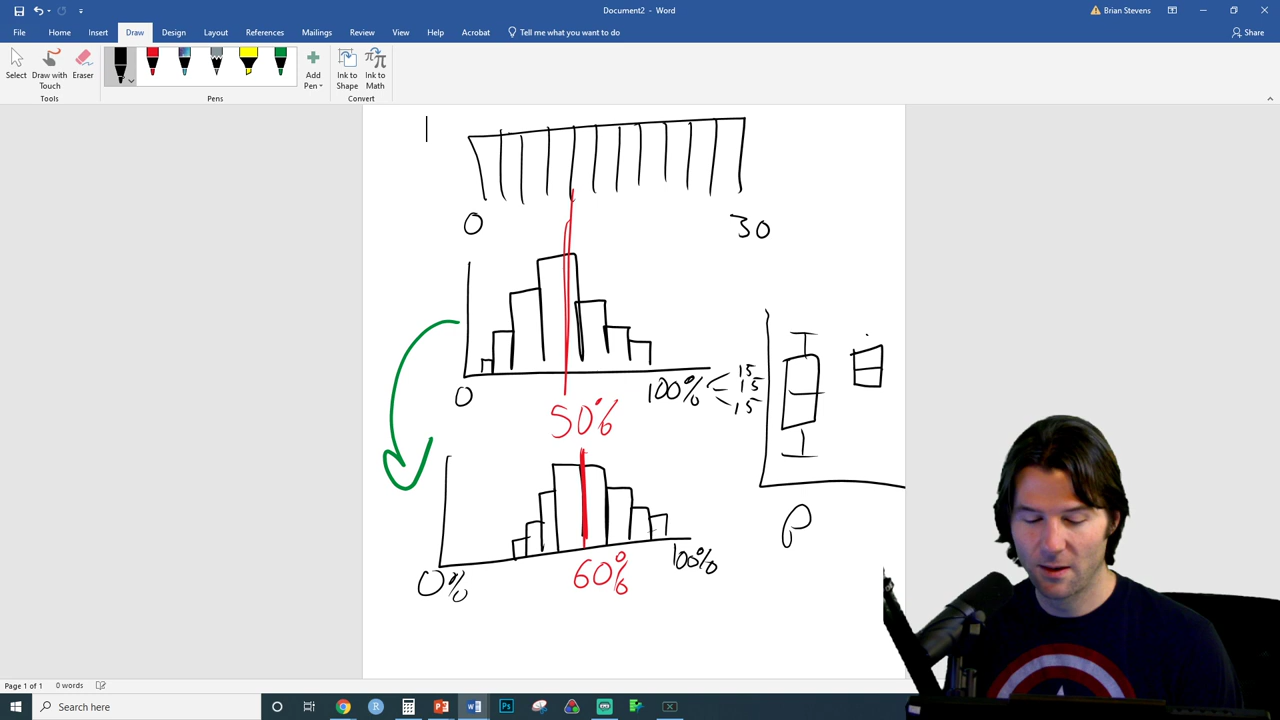 Document2 - Word
Brian Stevens
File Home Insert Draw Design Layout References Mailings Review View Help Acrobat Tell me what you want to do Share
Select Draw with Touch Eraser Add Pen Ink to Shape Ink to Math
Tools Pens Convert
0 30
0 100% 15
15
15
50%
P
0% 60% 100%
Page 1 of 1 0 words
Search here